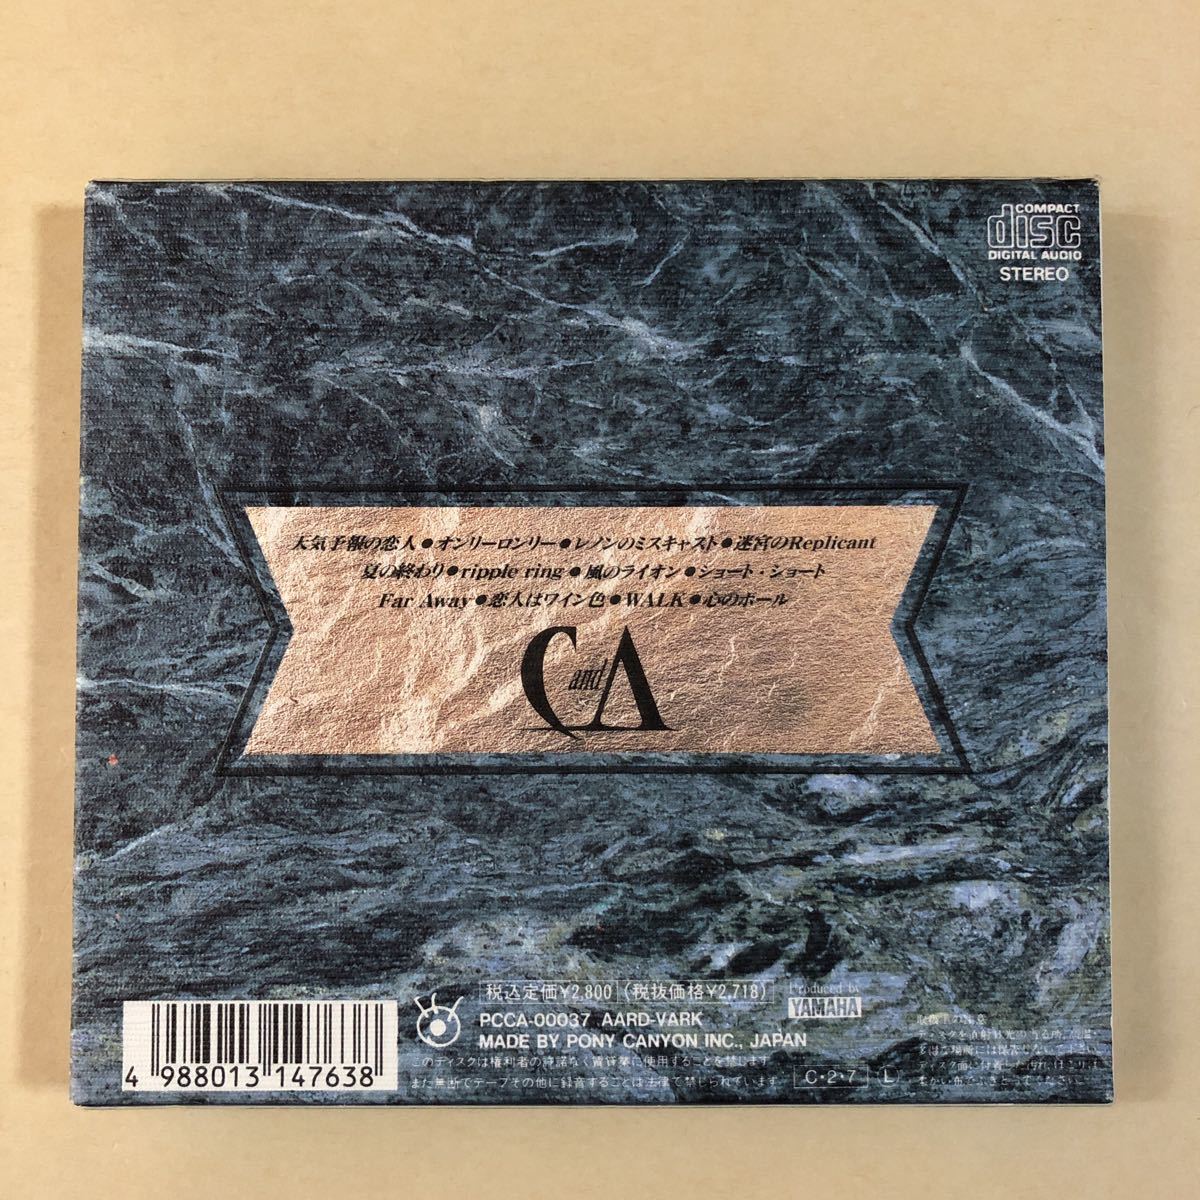 COMPACT
disc
DIGITAL AUDIO
STEREO
天気予報の恋人●オンリーロンリー●レノンのミスキャスト●迷宮のReplicant
夏の終わり●ripple ring●風のライオン●ショート・ショート
Far Away●恋人はワイン色●WALK●心のボール
C and A
税込定価¥2,800 (税抜価格¥2,718)
PCCA-00037 AARD-VARK
MADE BY PONY CANYON INC., JAPAN
このディスクは権利者の許諾なく賃貸業に使用することを禁じます
また無断でテープその他に録音することは法律で禁じられています
C・2・7 L
Produced by
YAMAHA
4 988013 147638